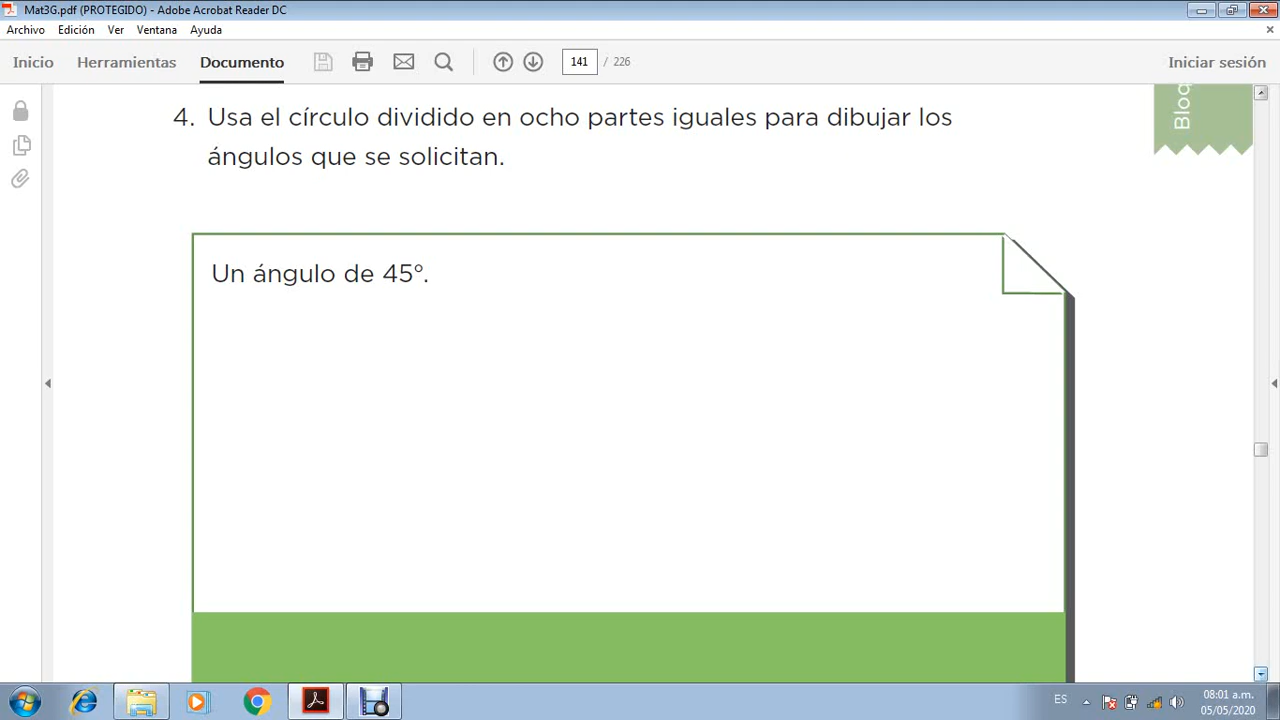 Mat3G.pdf (PROTEGIDO) - Adobe Acrobat Reader DC
Archivo Edición Ver Ventana Ayuda
Inicio Herramientas Documento 141 / 226 Iniciar sesión
Bloq
4. Usa el círculo dividido en ocho partes iguales para dibujar los
ángulos que se solicitan.
Un ángulo de 45°.
ES 08:01 a.m.
05/05/2020